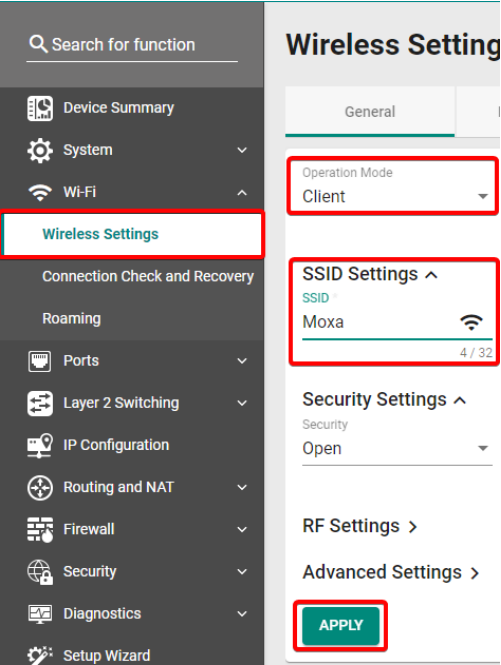 Search for function
Device Summary
System
Wi-Fi
Wireless Settings
Connection Check and Recovery
Roaming
Ports
Layer 2 Switching
IP Configuration
Routing and NAT
Firewall
Security
Diagnostics
Setup Wizard
Wireless Setting
General
Operation Mode
Client
SSID Settings
SSID *
Moxa
4 / 32
Security Settings
Security
Open
RF Settings
Advanced Settings
APPLY